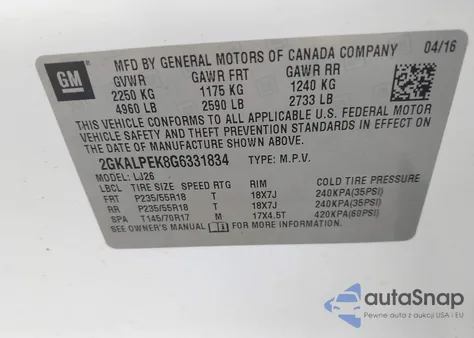 GM
MFD BY GENERAL MOTORS OF CANADA COMPANY 04/16
GVWR GAWR FRT GAWR RR
2250 KG 1175 KG 1240 KG
4960 LB 2590 LB 2733 LB
THIS VEHICLE CONFORMS TO ALL APPLICABLE U.S. FEDERAL MOTOR
VEHICLE SAFETY AND THEFT PREVENTION STANDARDS IN EFFECT
ON THE DATE OF MANUFACTURE SHOWN ABOVE.
2GKALPEK8G6331834 TYPE: M.P.V.
MODEL: LJ26
LBCL TIRE SIZE SPEED RTG RIM COLD TIRE PRESSURE
FRT P235/55R18 T 18X7J 240KPA(35PSI)
RR P235/55R18 T 18X7J 240KPA(35PSI)
SPA T145/70R17 M 17X4.5T 420KPA(60PSI)
SEE OWNER'S MANUAL FOR MORE INFORMATION.
autoSnap
Pewne auta z aukcji USA i EU